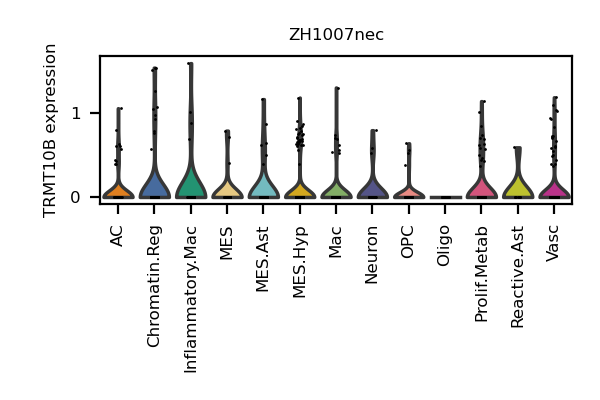 ZH1007nec
TRMT10B expression
1
0
AC
Chromatin.Reg
Inflammatory.Mac
MES
MES.Ast
MES.Hyp
Mac
Neuron
OPC
Oligo
Prolif.Metab
Reactive.Ast
Vasc